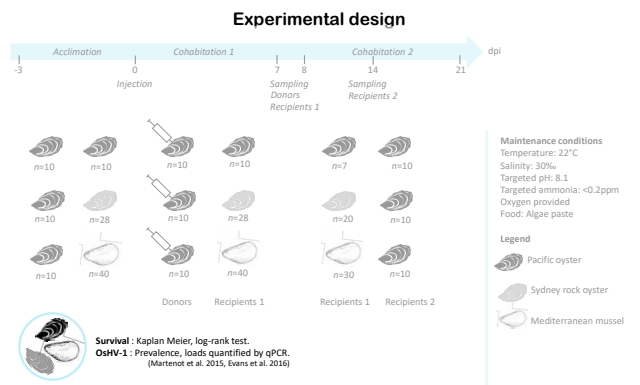 Experimental design
Acclimation Cohabitation 1 Cohabitation 2 dpi
-3 0 7 8 14 21
Injection Sampling Sampling
Donors Recipients 2
Recipients 1
n=10 n=10 n=10 n=10 n=7 n=10
n=10 n=28 n=10 n=28 n=20 n=10
n=10 n=40 n=10 n=40 n=30 n=10
Donors Recipients 1 Recipients 1 Recipients 2
Maintenance conditions
Temperature: 22°C
Salinity: 30‰
Targeted pH: 8.1
Targeted ammonia: <0.2ppm
Oxygen provided
Food: Algae paste
Legend
Pacific oyster
Sydney rock oyster
Mediterranean mussel
Survival : Kaplan Meier, log-rank test.
OsHV-1 : Prevalence, loads quantified by qPCR.
(Martenot et al. 2015, Evans et al. 2016)